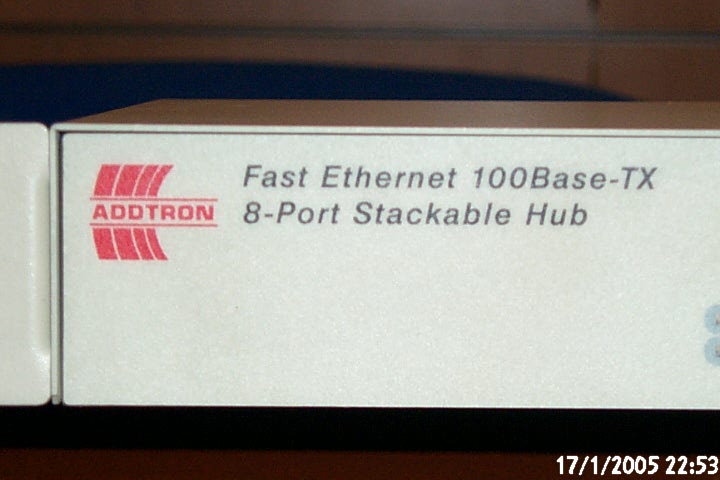 Fast Ethernet 100Base-TX
8-Port Stackable Hub
ADDTRON
17/1/2005 22:53